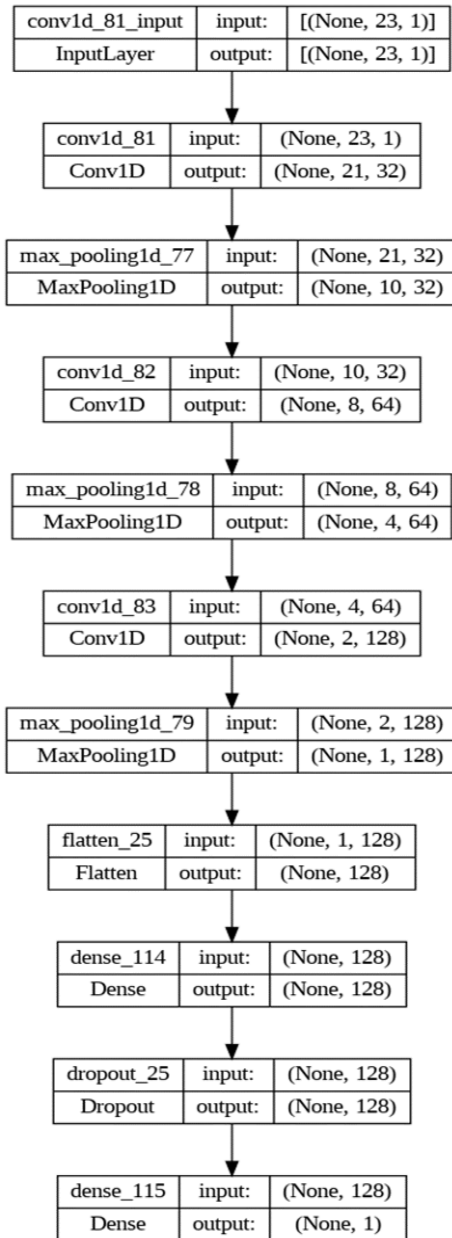 conv1d_81_input input: [(None, 23, 1)]
InputLayer output: [(None, 23, 1)]
conv1d_81 input: (None, 23, 1)
Conv1D output: (None, 21, 32)
max_pooling1d_77 input: (None, 21, 32)
MaxPooling1D output: (None, 10, 32)
conv1d_82 input: (None, 10, 32)
Conv1D output: (None, 8, 64)
max_pooling1d_78 input: (None, 8, 64)
MaxPooling1D output: (None, 4, 64)
conv1d_83 input: (None, 4, 64)
Conv1D output: (None, 2, 128)
max_pooling1d_79 input: (None, 2, 128)
MaxPooling1D output: (None, 1, 128)
flatten_25 input: (None, 1, 128)
Flatten output: (None, 128)
dense_114 input: (None, 128)
Dense output: (None, 128)
dropout_25 input: (None, 128)
Dropout output: (None, 128)
dense_115 input: (None, 128)
Dense output: (None, 1)